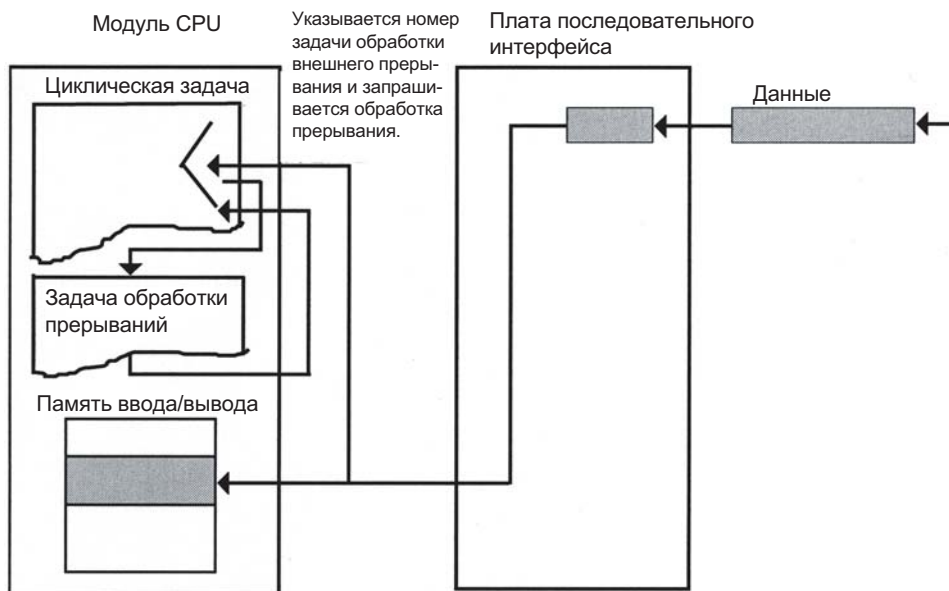 Модуль CPU
Указывается номер
задачи обработки
внешнего преры-
вания и запраши-
вается обработка
прерывания.
Плата последовательного
интерфейса
Циклическая задача
Данные
Задача обработки
прерываний
Память ввода/вывода